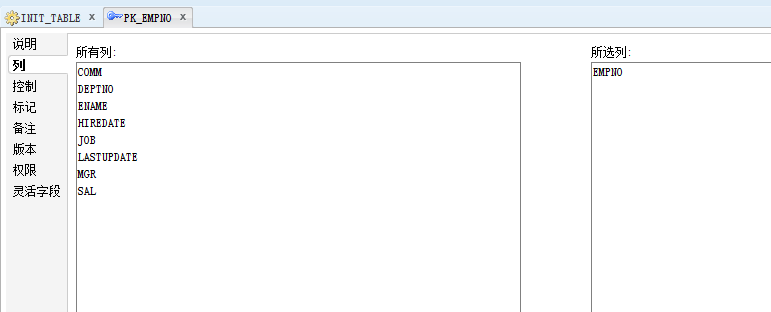 INIT_TABLE x PK_EMPNO x
说明
列
控制
标记
备注
版本
权限
灵活字段
所有列:
COMM
DEPTNO
ENAME
HIREDATE
JOB
LASTUPDATE
MGR
SAL
所选列:
EMPNO